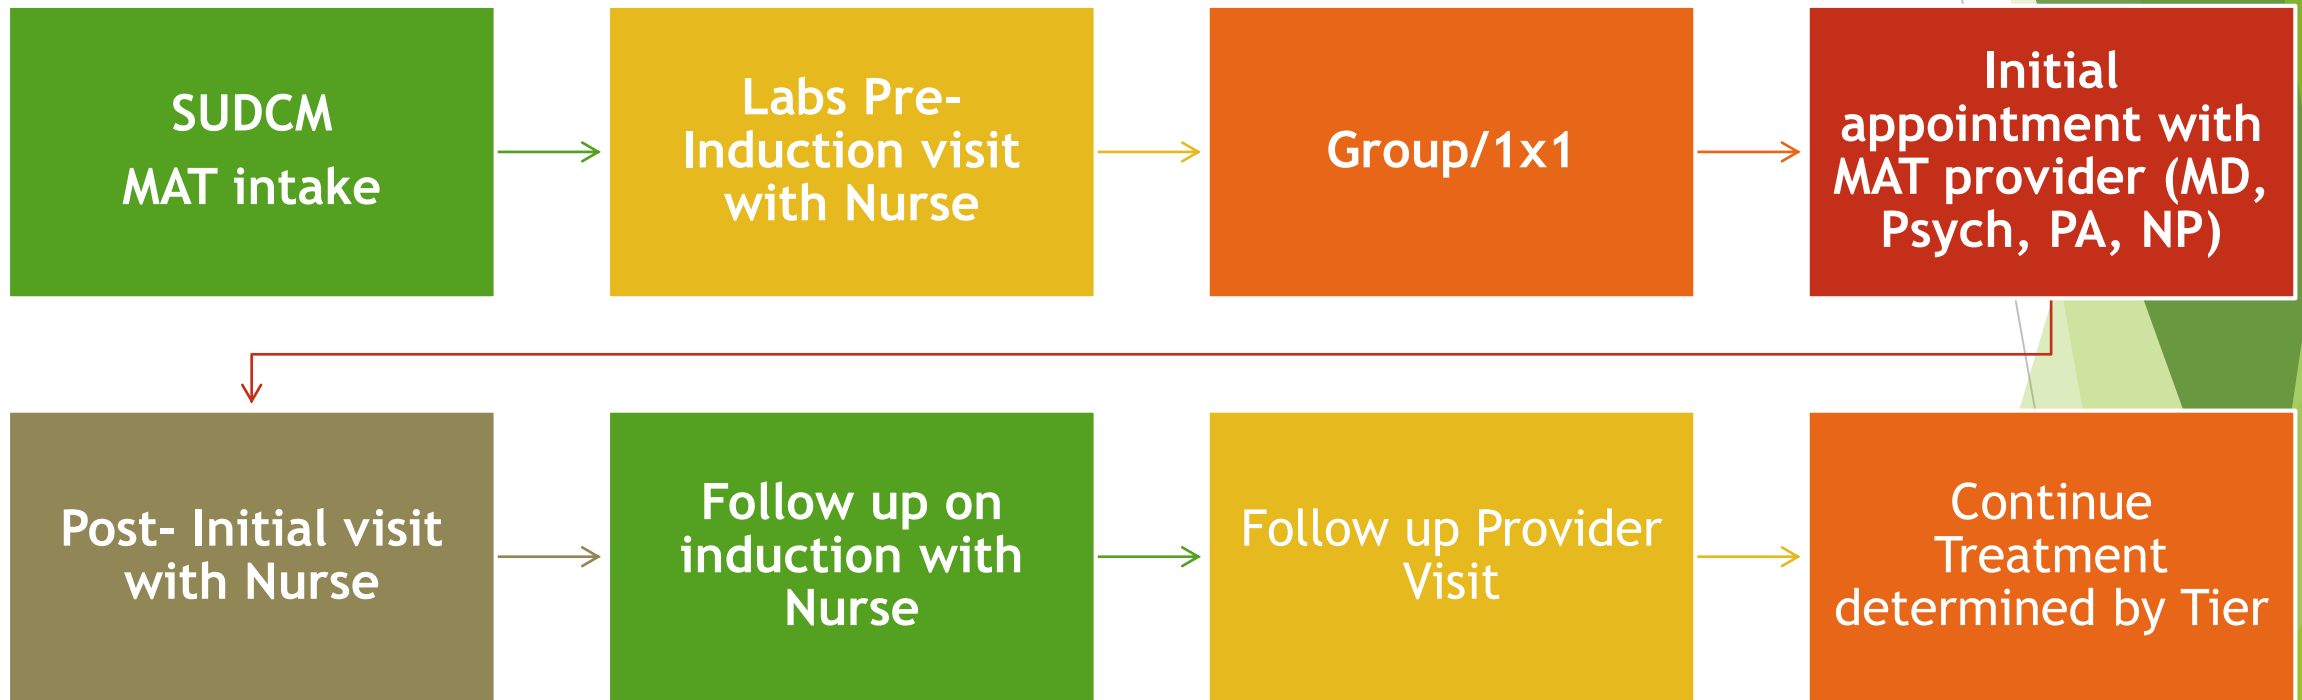 SUDCM
MAT intake
Labs Pre-
Induction visit
with Nurse
Group/1x1
Initial
appointment with
MAT provider (MD,
Psych, PA, NP)
Post- Initial visit
with Nurse
Follow up on
induction with
Nurse
Follow up Provider
Visit
Continue
Treatment
determined by Tier